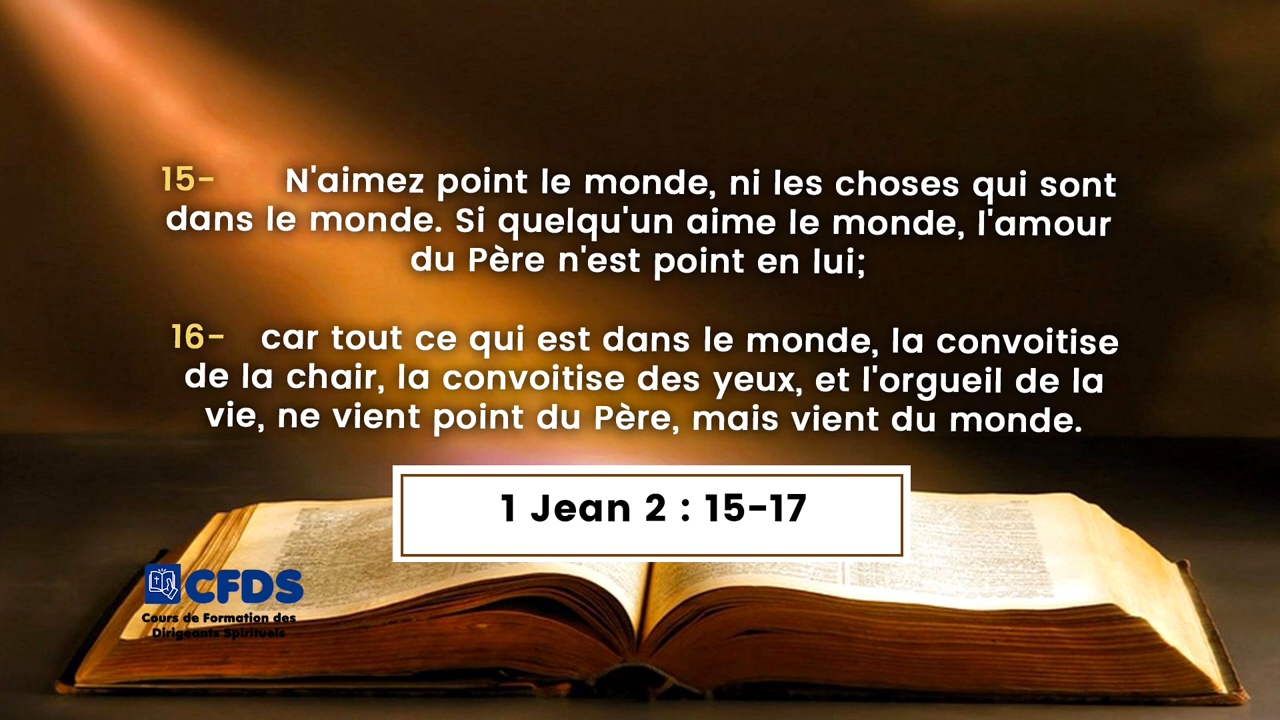 15- N'aimez point le monde, ni les choses qui sont
dans le monde. Si quelqu'un aime le monde, l'amour
du Père n'est point en lui;
16- car tout ce qui est dans le monde, la convoitise
de la chair, la convoitise des yeux, et l'orgueil de la
vie, ne vient point du Père, mais vient du monde.
1 Jean 2 : 15-17
CFDS
Cours de Formation des
Dirigeants Spirituels